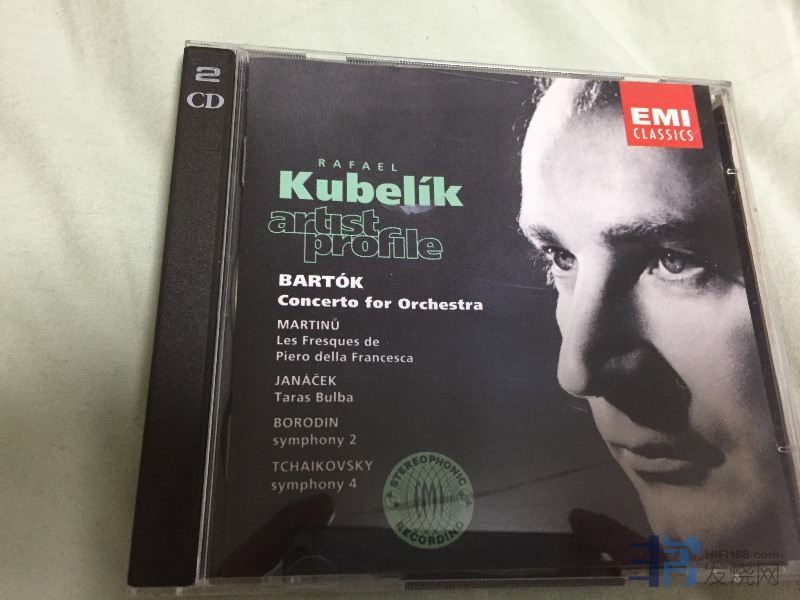 2
CD
EMI
CLASSICS
RAFAEL
Kubelík
artist
profile
BARTÓK
Concerto for Orchestra
MARTINŮ
Les Fresques de
Piero della Francesca
JANÁČEK
Taras Bulba
BORODIN
symphony 2
TCHAIKOVSKY
symphony 4
STEREOPHONIC
EMI
RECORDING
HIFI168.com
发烧网